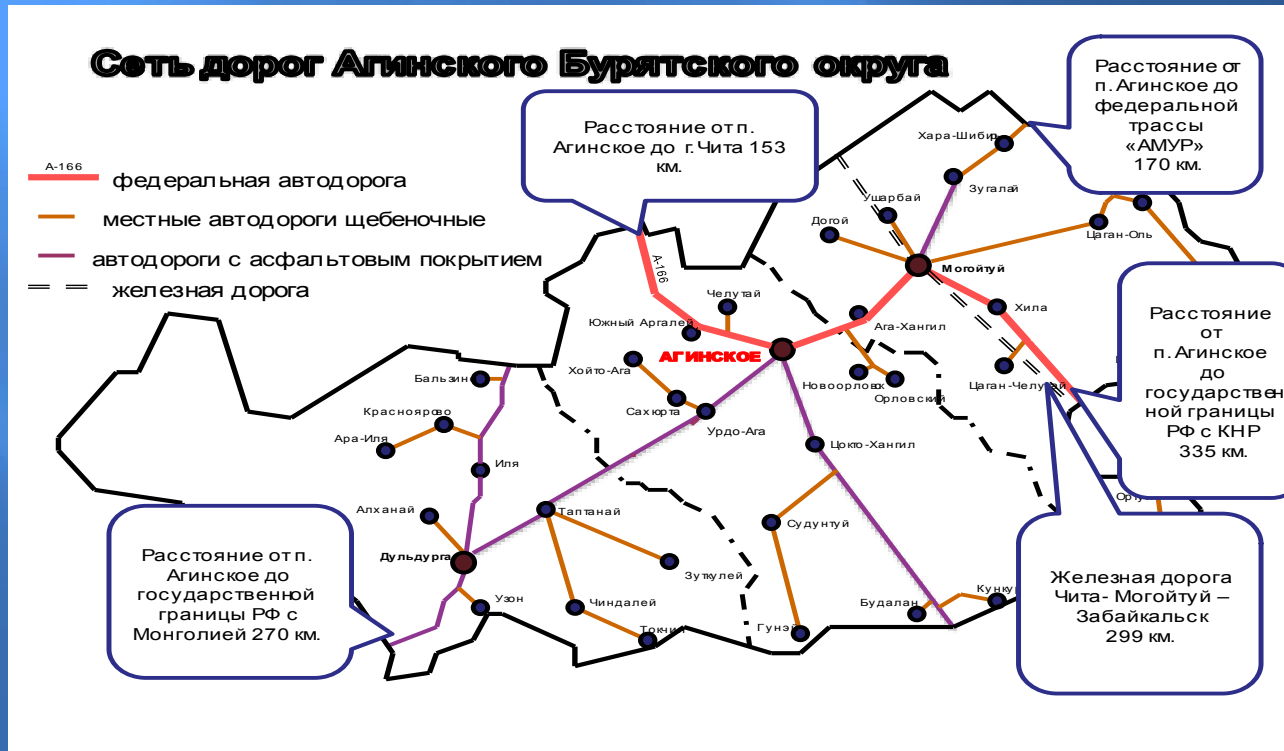 Сеть дорог Агинского Бурятского округа
А-166
федеральная автодорога
местные автодороги щебеночные
автодороги с асфальтовым покрытием
железная дорога
Расстояние от п.
Агинское до г.Чита 153
км.
Расстояние от
п. Агинское до
федеральной
трассы
«АМУР»
170 км.
Хара-Шибирь
Зугалай
Ушарбай
Догой
Цаган-Оль
Могойтуй
А-166
Челутай
Хила
Южный Аргалей
Ага-Хангил
АГИНСКОЕ
Хойто-Ага
Бальзино
Новоорловск
Орловский
Цаган-Челутай
Сахюрта
Урдо-Ага
Красноярово
Ара-Иля
Цокто-Хангил
Иля
Расстояние
от
п. Агинское
до
государствен
ной границы
РФ с КНР
335 км.
Алханай
Таптанай
Судунтуй
Дульдурга
Зуткулей
Узон
Чиндалей
Токчин
Гунэй
Будалан
Кункур
Расстояние от п.
Агинское до
государственной
границы РФ с
Монголией 270 км.
Железная дорога
Чита- Могойтуй –
Забайкальск
299 км.